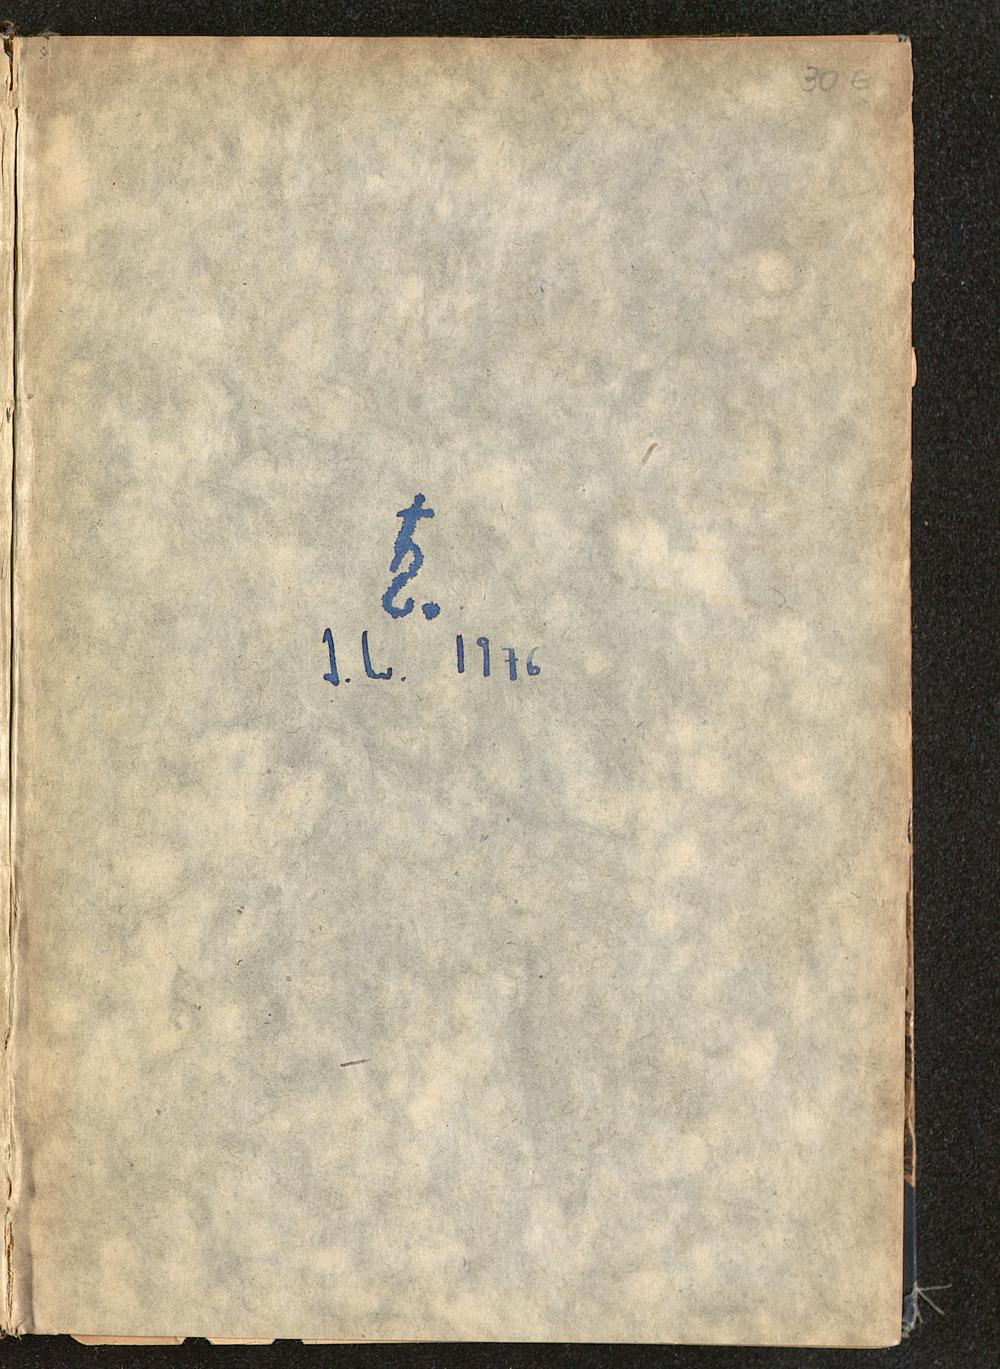 30 €
ħ.
J. W. 1976